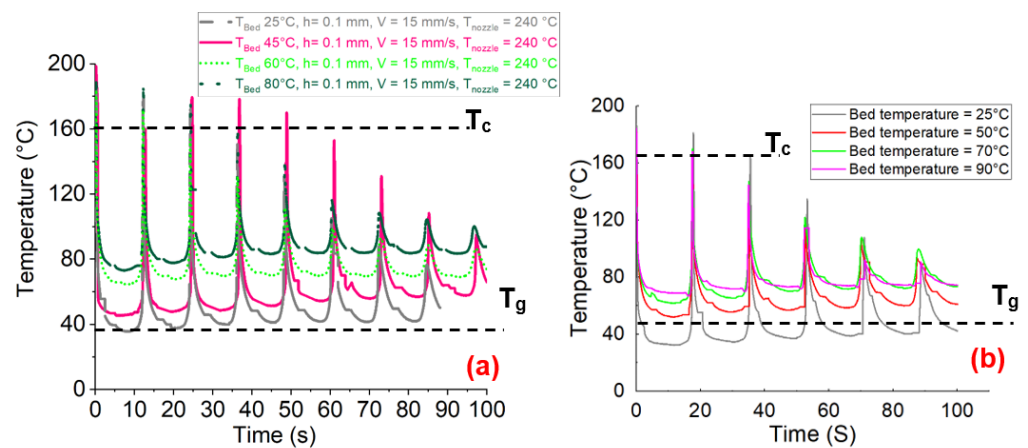 T_Bed 25°C, h= 0.1 mm, V = 15 mm/s, T_nozzle = 240 °C
T_Bed 45°C, h= 0.1 mm, V = 15 mm/s, T_nozzle = 240 °C
T_Bed 60°C, h= 0.1 mm, V = 15 mm/s, T_nozzle = 240 °C
T_Bed 80°C, h= 0.1 mm, V = 15 mm/s, T_nozzle = 240 °C
Temperature (°C)
200
160
120
80
40
0
T_c
T_g
(a)
0 10 20 30 40 50 60 70 80 90 100
Time (s)
Bed temperature = 25°C
Bed temperature = 50°C
Bed temperature = 70°C
Bed temperature = 90°C
Temperature (°C)
200
160
120
80
40
0
T_c
T_g
(b)
0 20 40 60 80 100
Time (S)